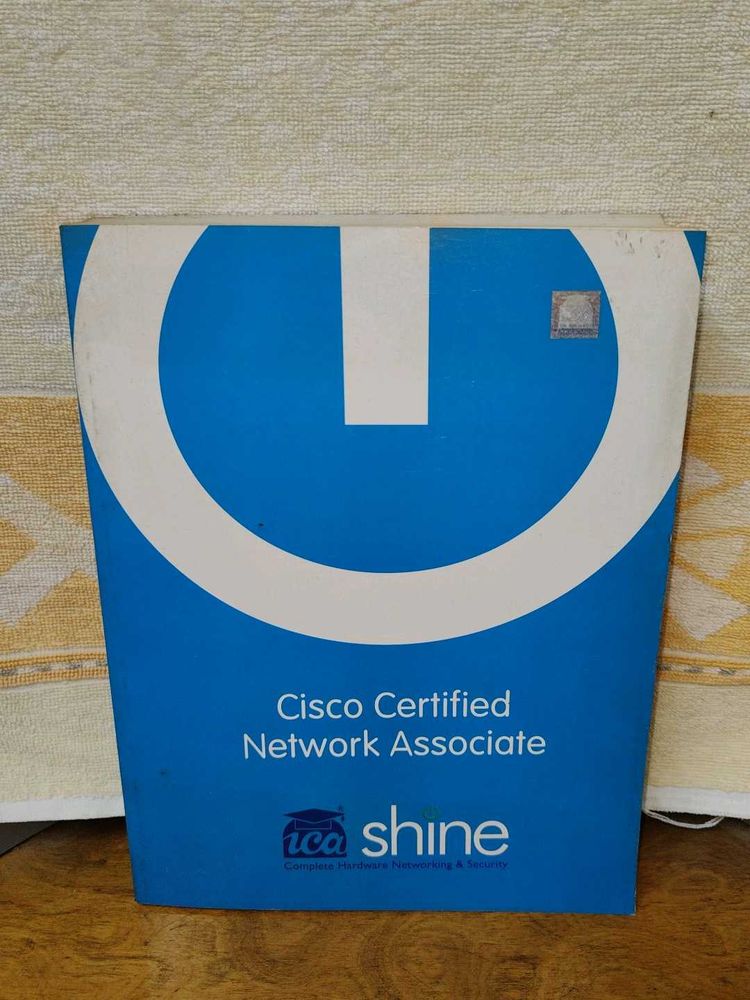 Cisco Certified
Network Associate
ica shine
Complete Hardware Networking & Security